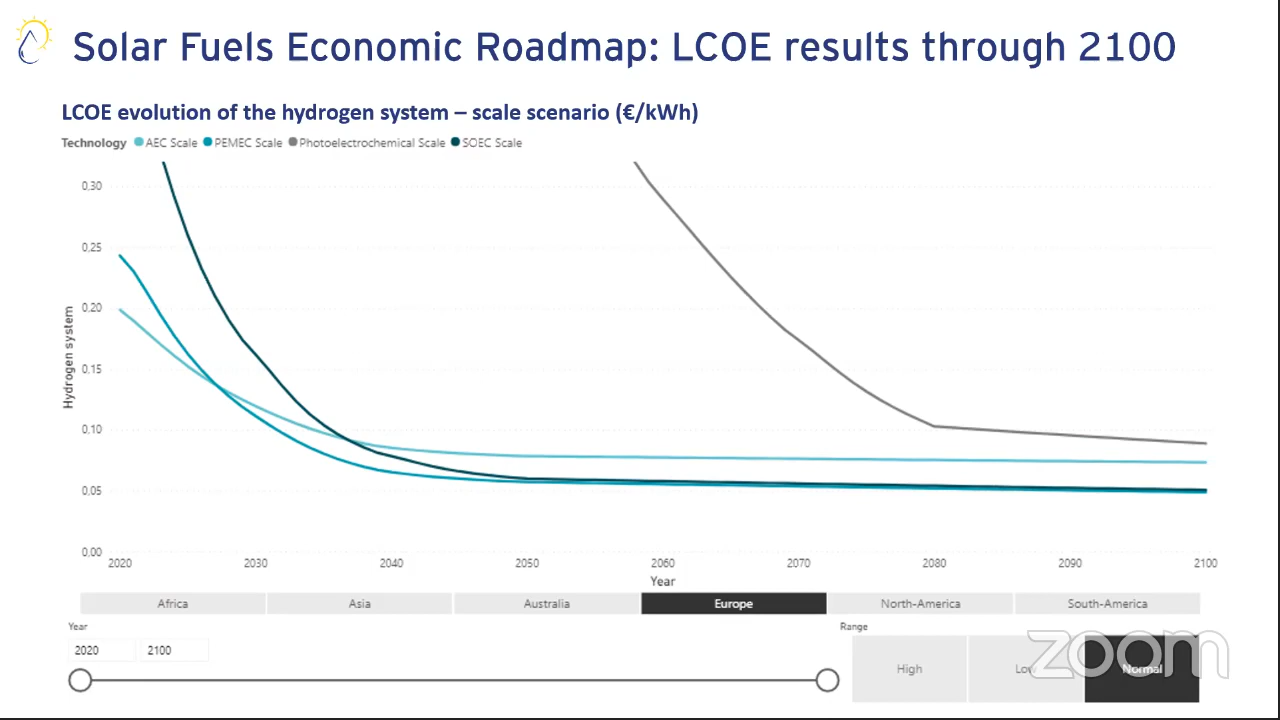 Solar Fuels Economic Roadmap: LCOE results through 2100
LCOE evolution of the hydrogen system – scale scenario (€/kWh)
Technology AEC Scale PEMEC Scale Photoelectrochemical Scale SOEC Scale
Hydrogen system
0,30
0,25
0,20
0,15
0,10
0,05
0,00
2020 2030 2040 2050 2060 2070 2080 2090 2100
Year
Africa Asia Australia Europe North-America South-America
Year
2020 2100
Range
High Low Normal
zoom